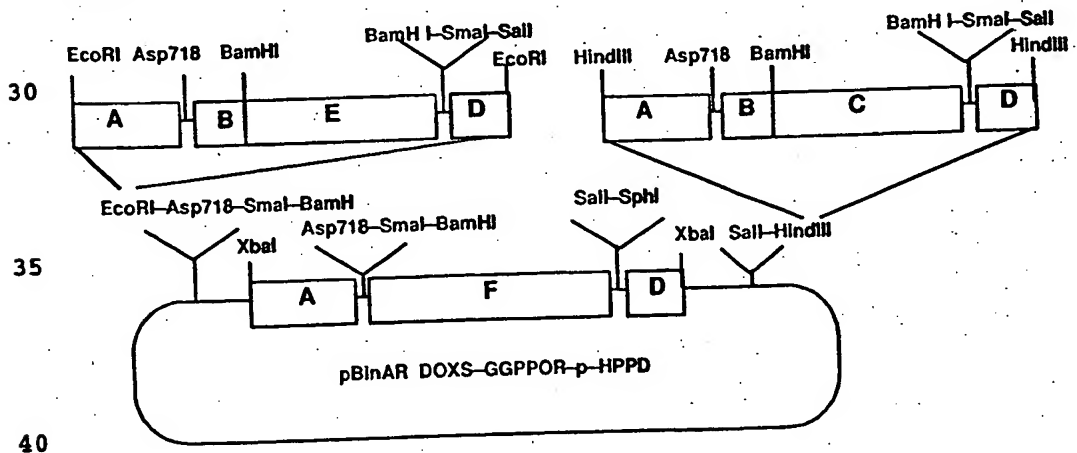 BamH I–SmaI–SalI
EcoRI Asp718 BamHI
EcoRI
BamH I–SmaI–SalI
HindIII Asp718 BamHI
HindIII
30
A B E D
A B C D
EcoRI–Asp718–SmaI–BamH
Asp718–SmaI–BamHI
SalI–SphI
XbaI
XbaI SalI–HindIII
35
A F D
pBinAR DOXS–GGPPOR–p–HPPD
40